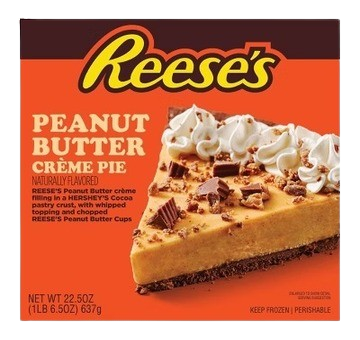 REESE'S
PEANUT
BUTTER
CRÈME PIE
NATURALLY FLAVORED
REESE'S Peanut Butter crème
filling in a HERSHEY'S Cocoa
pastry crust, with whipped
topping and chopped
REESE'S Peanut Butter Cups
NET WT 22.5OZ
(1LB 6.5OZ) 637g
KEEP FROZEN | PERISHABLE